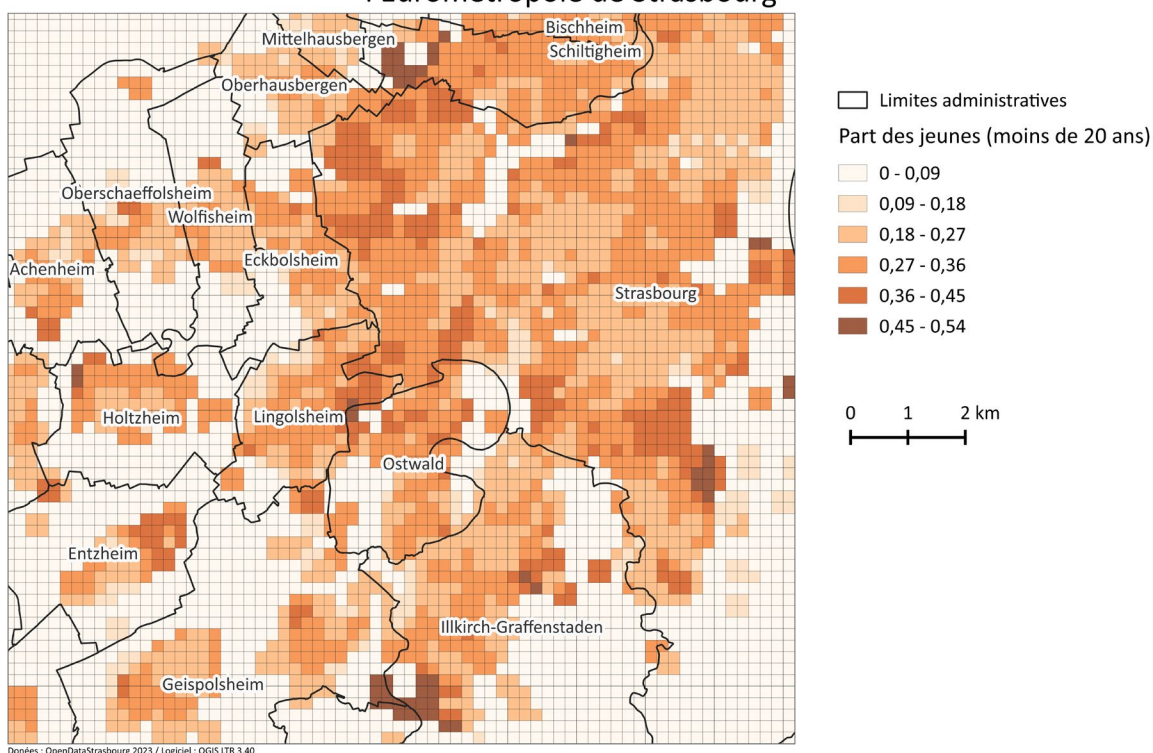 l'Eurométropole de Strasbourg
Bischheim
Mittelhausbergen
Schiltigheim
Oberhausbergen
Oberschaeffolsheim
Wolfisheim
Eckbolsheim
Achenheim
Strasbourg
Holtzheim
Lingolsheim
Ostwald
Entzheim
Illkirch-Graffenstaden
Geispolsheim
Limites administratives
Part des jeunes (moins de 20 ans)
0 - 0,09
0,09 - 0,18
0,18 - 0,27
0,27 - 0,36
0,36 - 0,45
0,45 - 0,54
0 1 2 km
Données : OpenDataStrasbourg 2023 / Logiciel : QGIS LTR 3.40